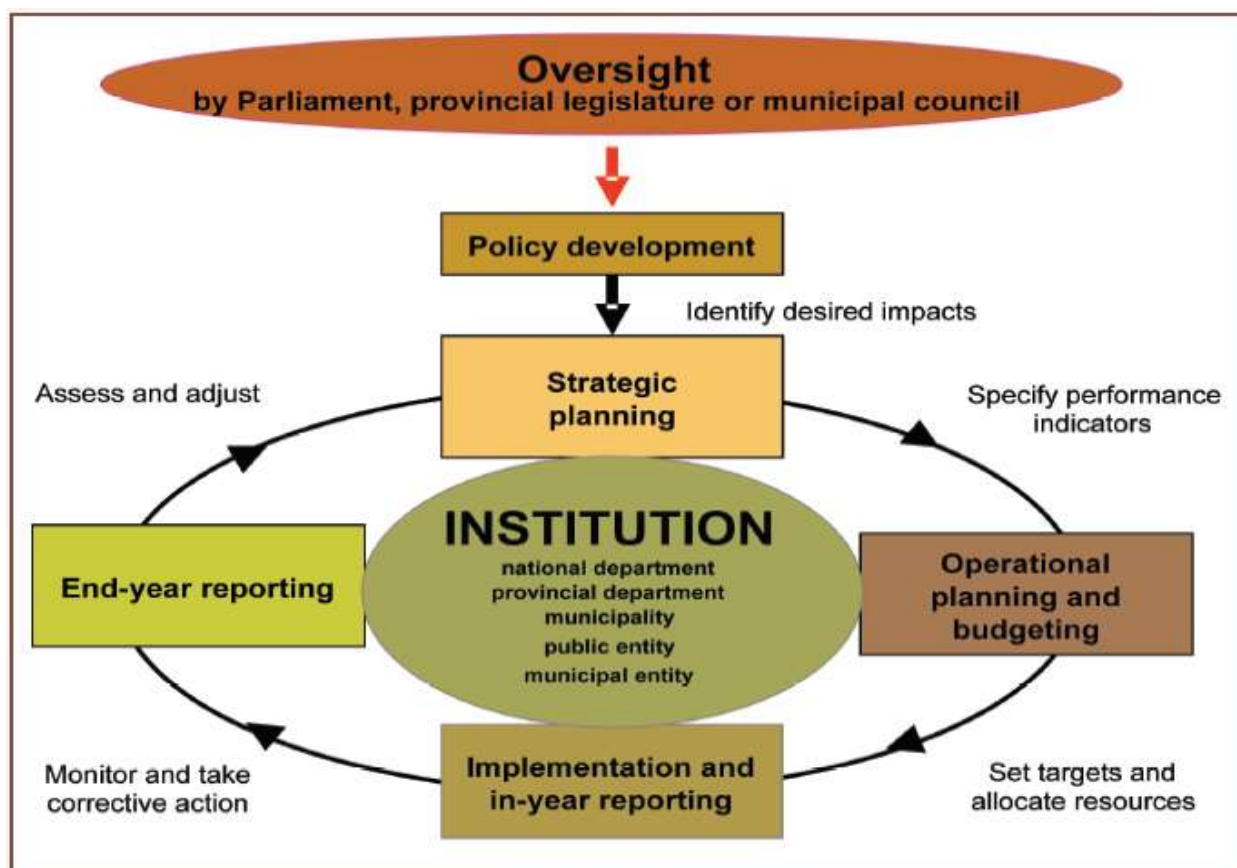 Oversight
by Parliament, provincial legislature or municipal council
Policy development
Identify desired impacts
Strategic
planning
Assess and adjust
Specify performance
indicators
INSTITUTION
national department
provincial department
municipality
public entity
municipal entity
End-year reporting
Operational
planning and
budgeting
Implementation and
in-year reporting
Monitor and take
corrective action
Set targets and
allocate resources